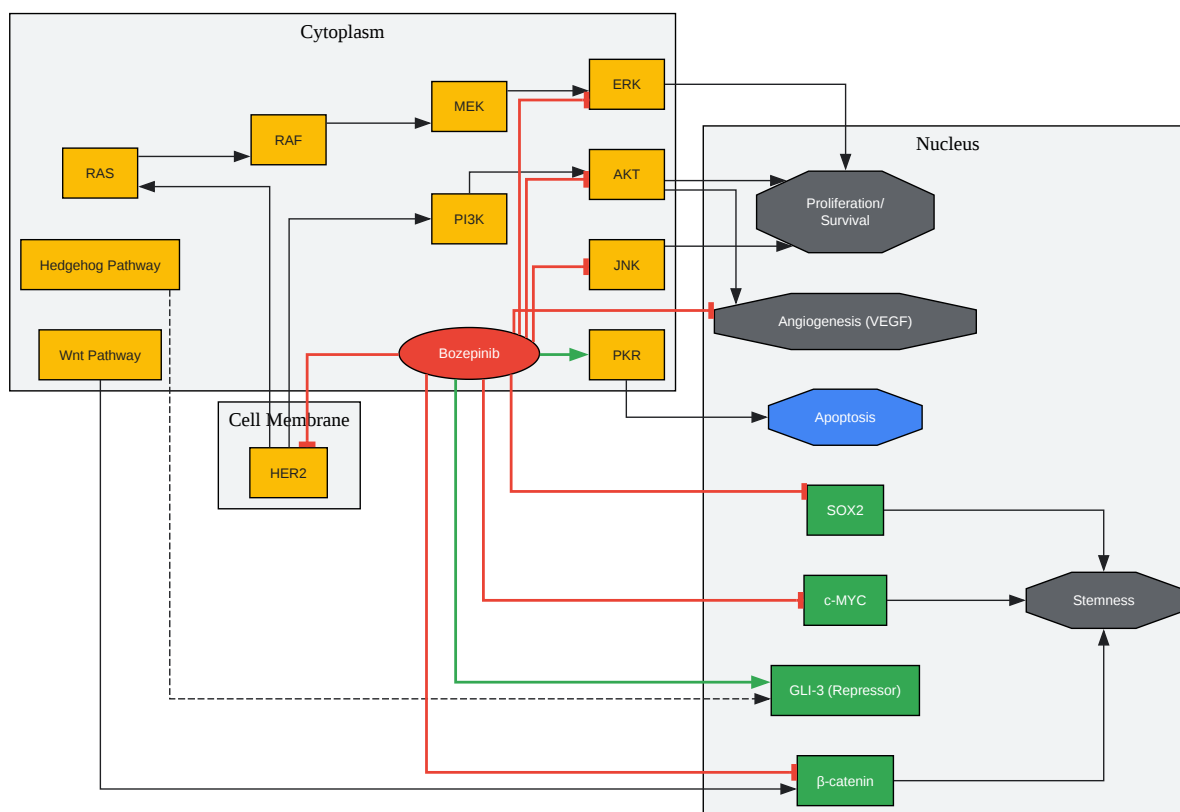 Cytoplasm
ERK
MEK
RAF
RAS
AKT
PI3K
Hedgehog Pathway
JNK
Wnt Pathway
Bozepinib
PKR
Cell Membrane
HER2
Nucleus
Proliferation/
Survival
Angiogenesis (VEGF)
Apoptosis
SOX2
c-MYC
Stemness
GLI-3 (Repressor)
β-catenin